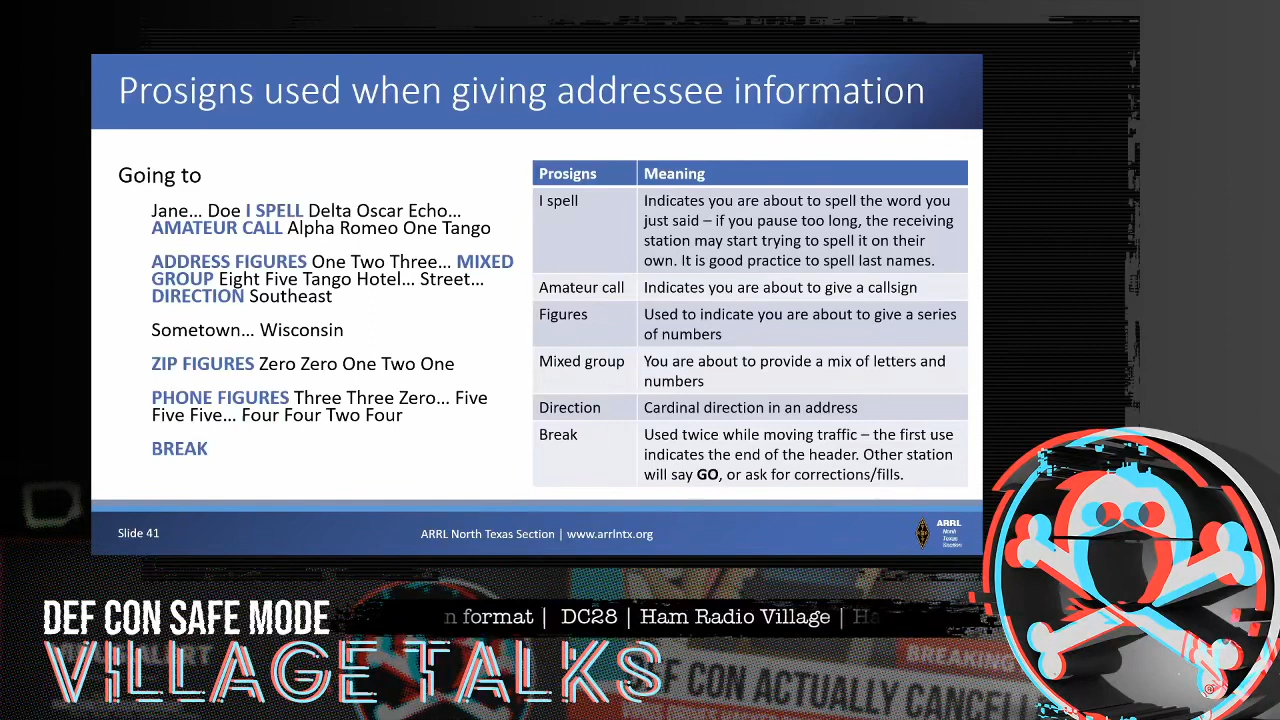 Prosigns used when giving addressee information
Going to
Jane... Doe I SPELL Delta Oscar Echo...
AMATEUR CALL Alpha Romeo One Tango
ADDRESS FIGURES One Two Three... MIXED
GROUP Eight Five Tango Hotel... Street...
DIRECTION Southeast
Sometown... Wisconsin
ZIP FIGURES Zero Zero One Two One
PHONE FIGURES Three Three Zero... Five
Five Five... Four Four Two Four
BREAK
Prosigns Meaning
I spell Indicates you are about to spell the word you
just said – if you pause too long, the receiving
station may start trying to spell it on their
own. It is good practice to spell last names.
Amateur call Indicates you are about to give a callsign
Figures Used to indicate you are about to give a series
of numbers
Mixed group You are about to provide a mix of letters and
numbers
Direction Cardinal direction in an address
Break Used twice while moving traffic – the first use
indicates the end of the header. Other station
will say GO, or ask for corrections/fills.
Slide 41
ARRL North Texas Section | www.arrlntx.org
ARRL
North
Texas
Section
DEF CON SAFE MODE
n format | DC28 | Ham Radio Village | Ha
VILLAGE TALKS
BREAKING
DEF CON ACTUALLY CANCELL